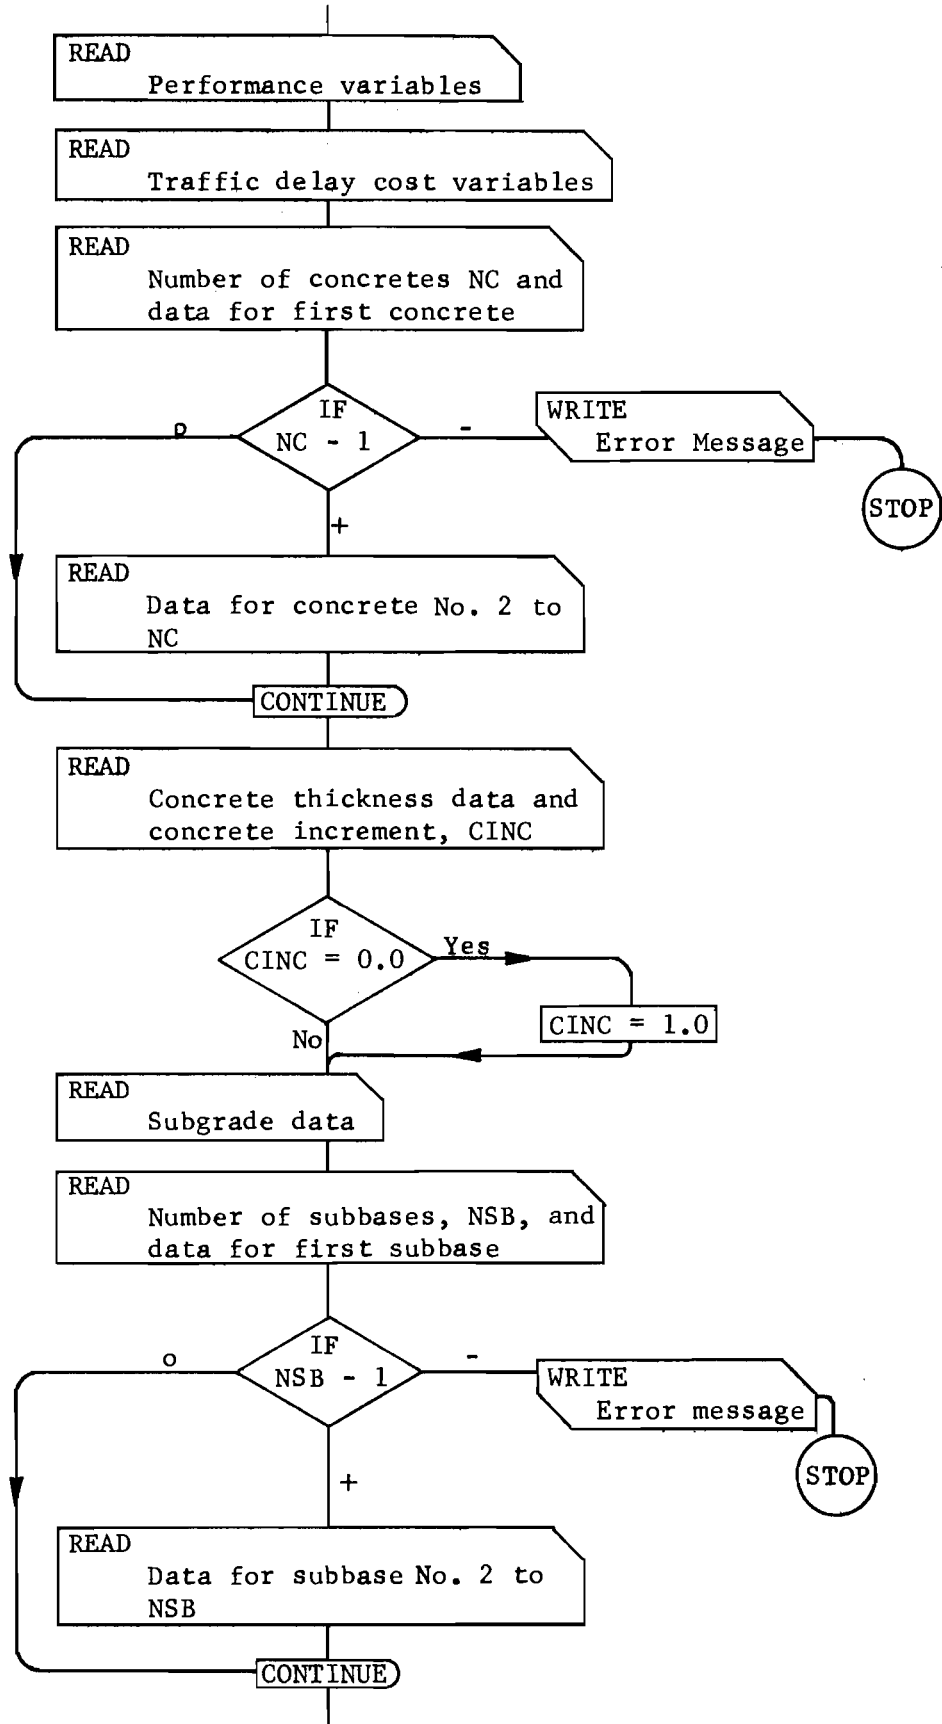 READ
Performance variables
READ
Traffic delay cost variables
READ
Number of concretes NC and
data for first concrete
IF
NC - 1
o
-
WRITE
Error Message
STOP
+
READ
Data for concrete No. 2 to
NC
CONTINUE
READ
Concrete thickness data and
concrete increment, CINC
IF
CINC = 0.0
Yes
CINC = 1.0
No
READ
Subgrade data
READ
Number of subbases, NSB, and
data for first subbase
IF
NSB - 1
o
-
WRITE
Error message
STOP
+
READ
Data for subbase No. 2 to
NSB
CONTINUE